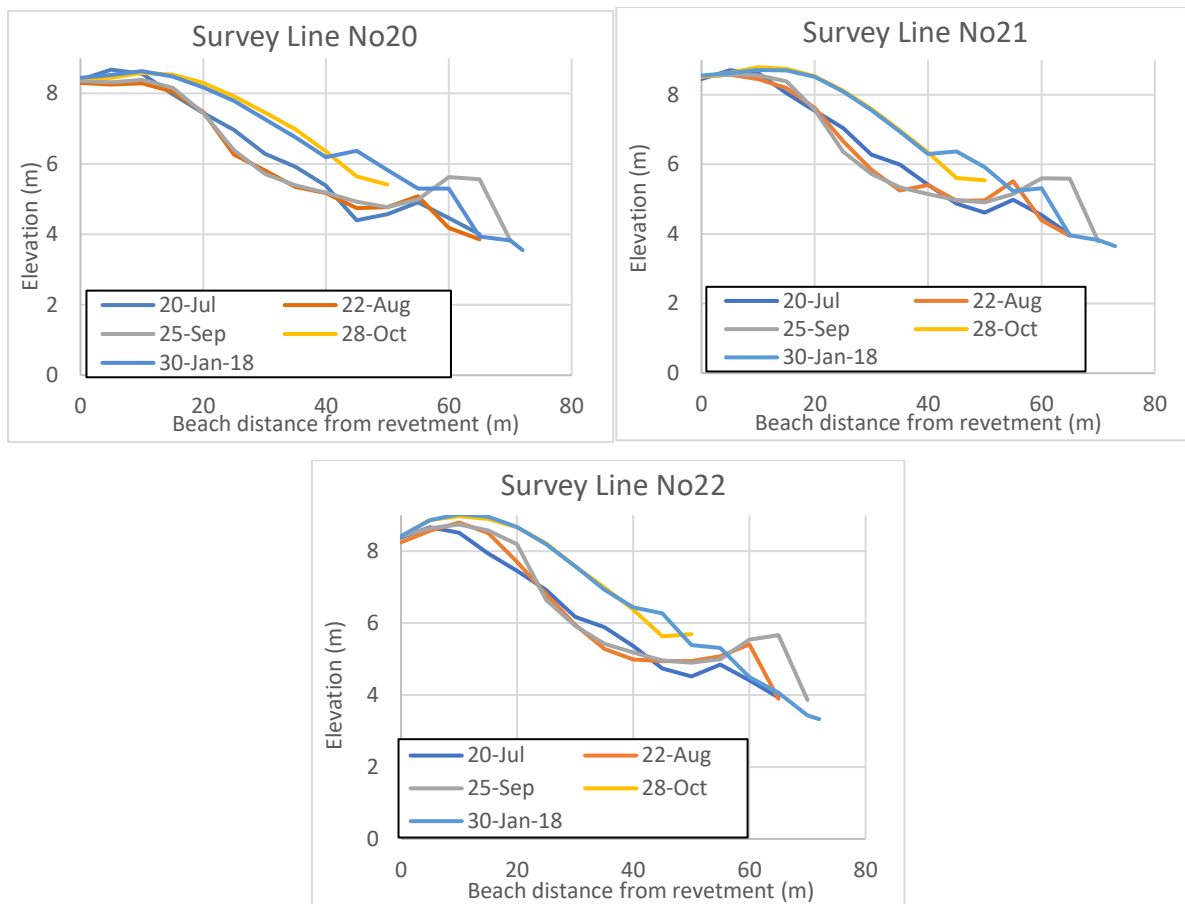 Survey Line No20
Elevation (m)
8
6
4
2
0
20-Jul 22-Aug
25-Sep 28-Oct
30-Jan-18
0 20 40 60 80
Beach distance from revetment (m)
Survey Line No21
Elevation (m)
8
6
4
2
0
20-Jul 22-Aug
25-Sep 28-Oct
30-Jan-18
0 20 40 60 80
Beach distance from revetment (m)
Survey Line No22
Elevation (m)
8
6
4
2
0
20-Jul 22-Aug
25-Sep 28-Oct
30-Jan-18
0 20 40 60 80
Beach distance from revetment (m)